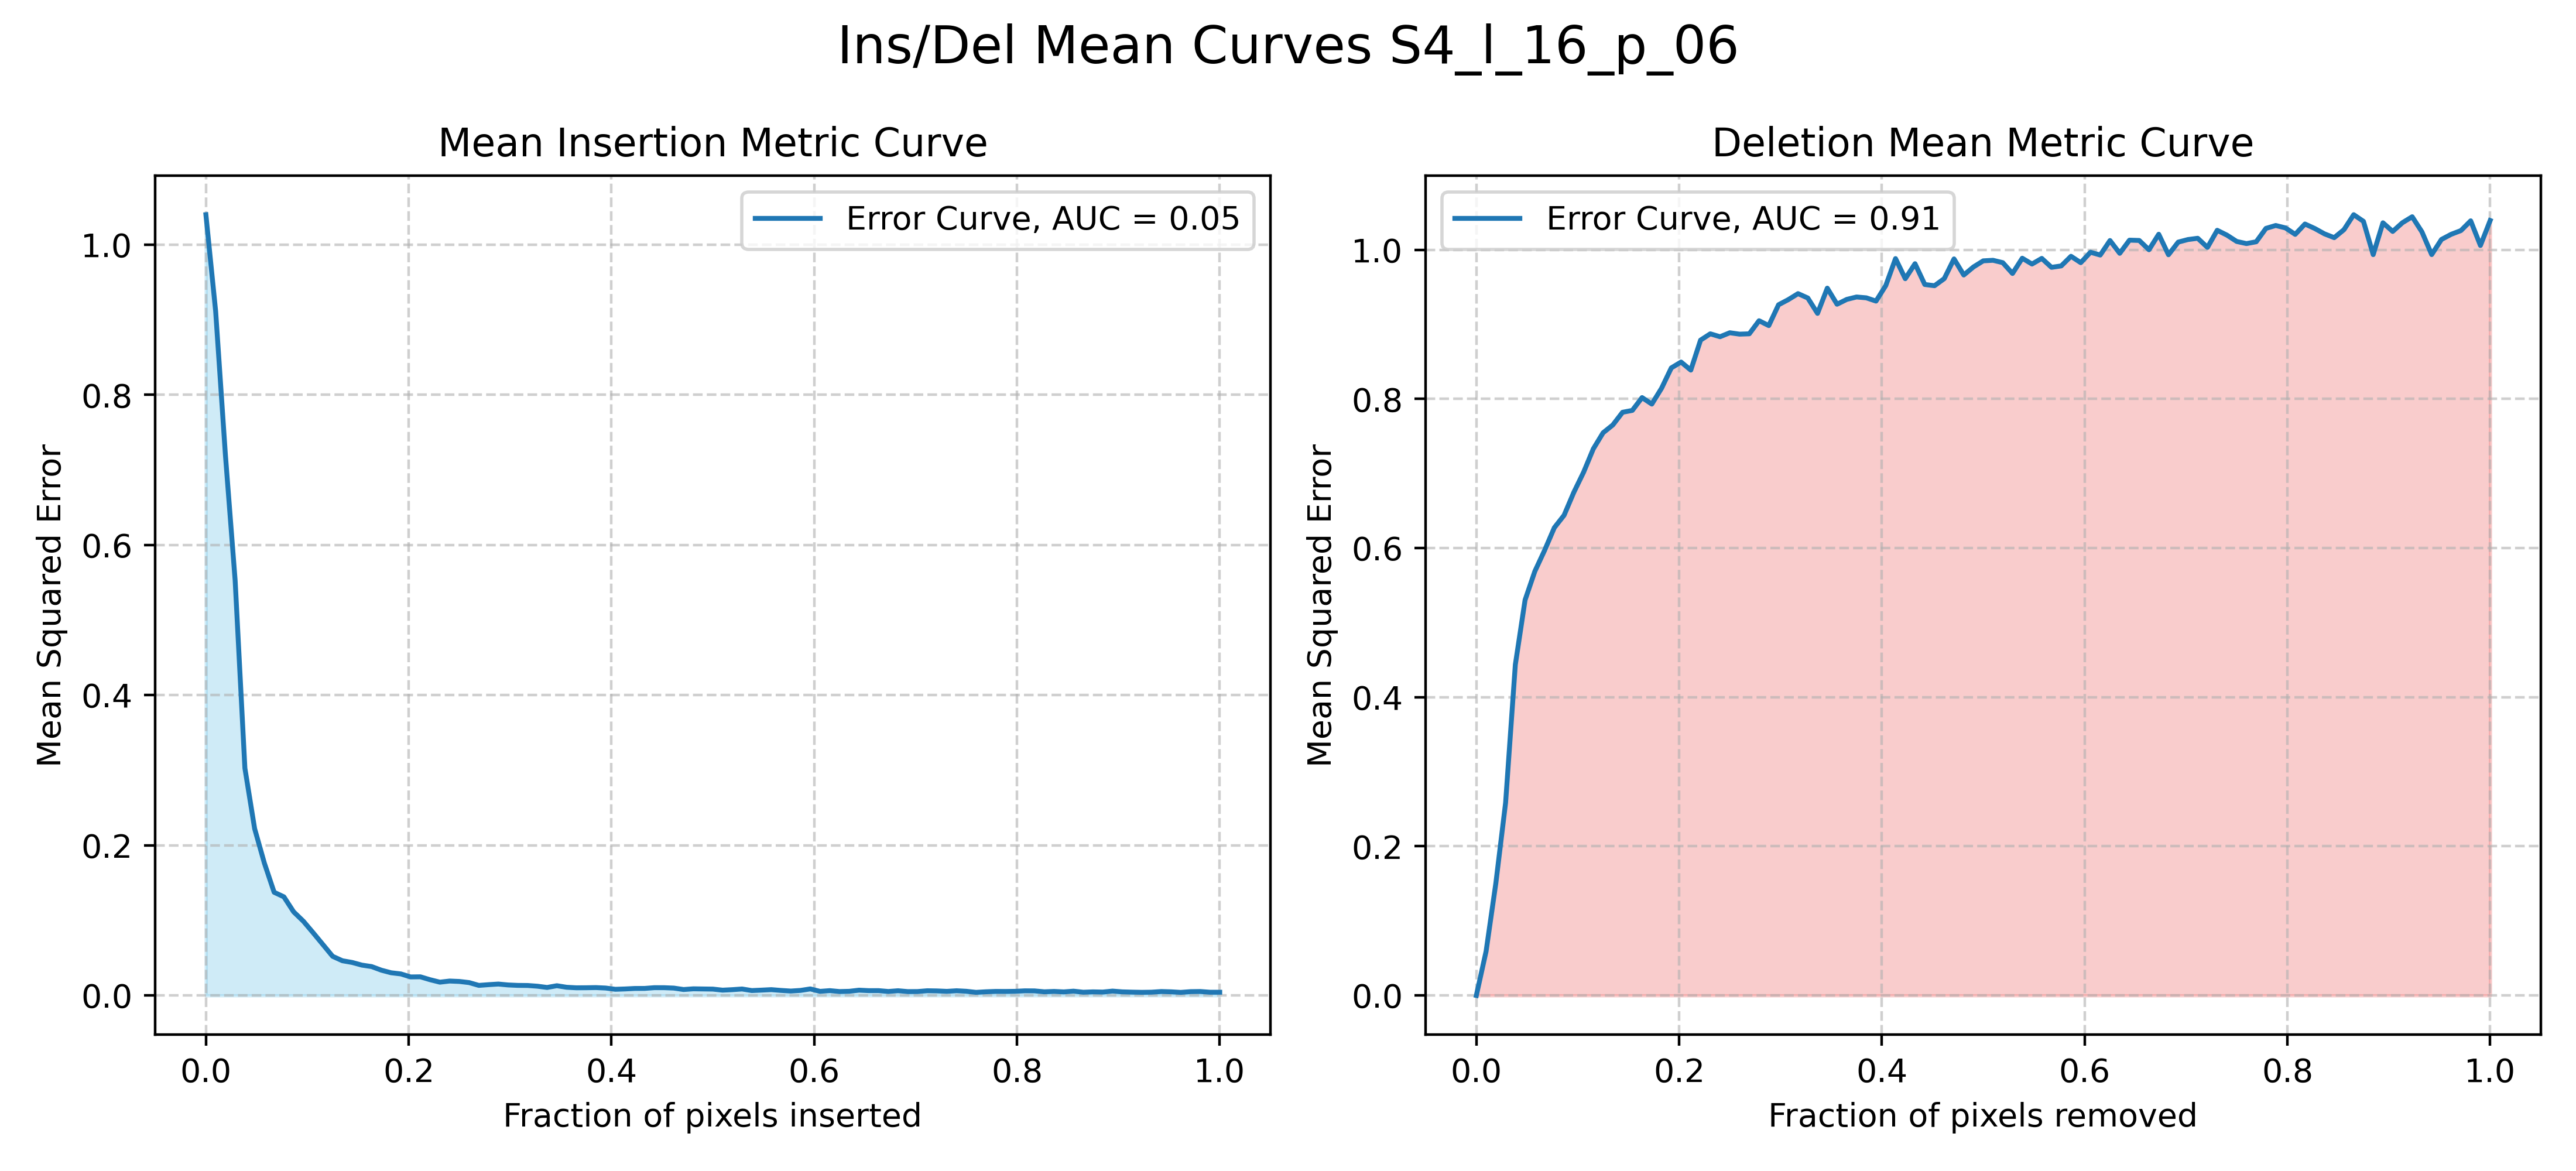 Ins/Del Mean Curves S4_l_16_p_06
Mean Insertion Metric Curve
Error Curve, AUC = 0.05
Mean Squared Error
1.0
0.8
0.6
0.4
0.2
0.0
0.0 0.2 0.4 0.6 0.8 1.0
Fraction of pixels inserted
Deletion Mean Metric Curve
Error Curve, AUC = 0.91
Mean Squared Error
1.0
0.8
0.6
0.4
0.2
0.0
0.0 0.2 0.4 0.6 0.8 1.0
Fraction of pixels removed